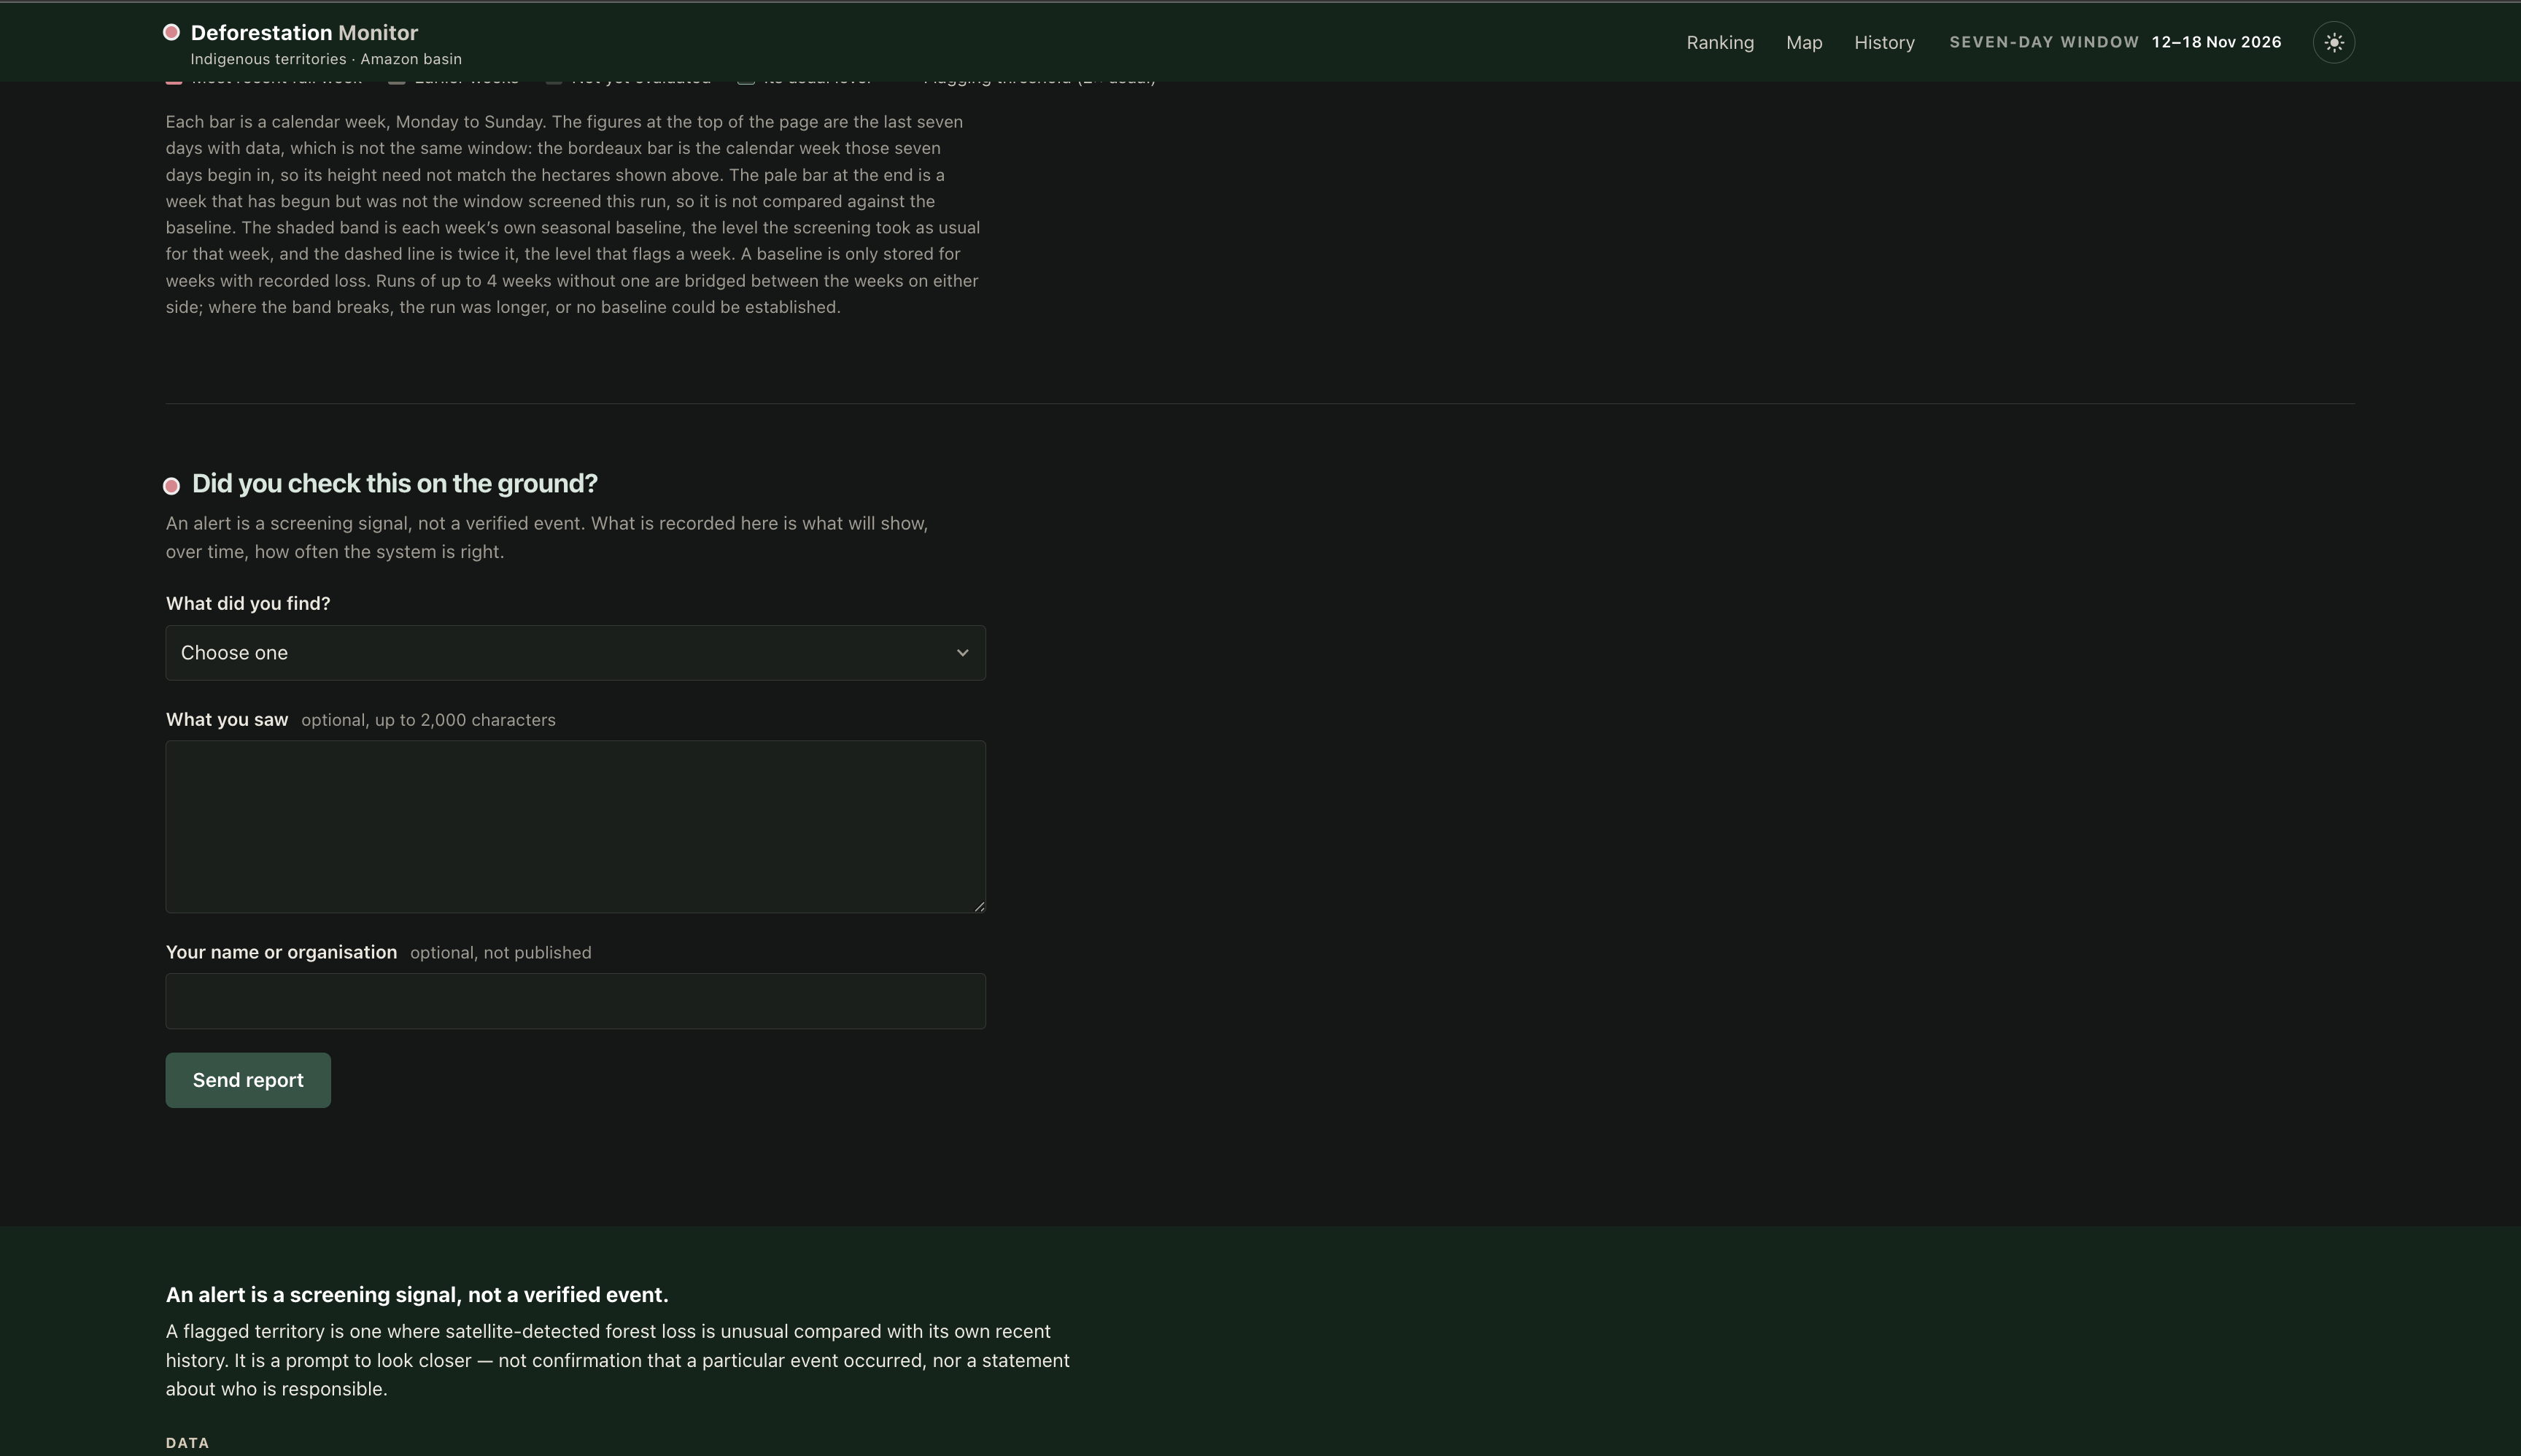 Deforestation Monitor
Indigenous territories · Amazon basin
Ranking
Map
History
SEVEN-DAY WINDOW 12–18 Nov 2026
Each bar is a calendar week, Monday to Sunday. The figures at the top of the page are the last seven
days with data, which is not the same window: the bordeaux bar is the calendar week those seven
days begin in, so its height need not match the hectares shown above. The pale bar at the end is a
week that has begun but was not the window screened this run, so it is not compared against the
baseline. The shaded band is each week’s own seasonal baseline, the level the screening took as usual
for that week, and the dashed line is twice it, the level that flags a week. A baseline is only stored for
weeks with recorded loss. Runs of up to 4 weeks without one are bridged between the weeks on either
side; where the band breaks, the run was longer, or no baseline could be established.
Did you check this on the ground?
An alert is a screening signal, not a verified event. What is recorded here is what will show,
over time, how often the system is right.
What did you find?
Choose one
What you saw optional, up to 2,000 characters
Your name or organisation optional, not published
Send report
An alert is a screening signal, not a verified event.
A flagged territory is one where satellite-detected forest loss is unusual compared with its own recent
history. It is a prompt to look closer — not confirmation that a particular event occurred, nor a statement
about who is responsible.
DATA